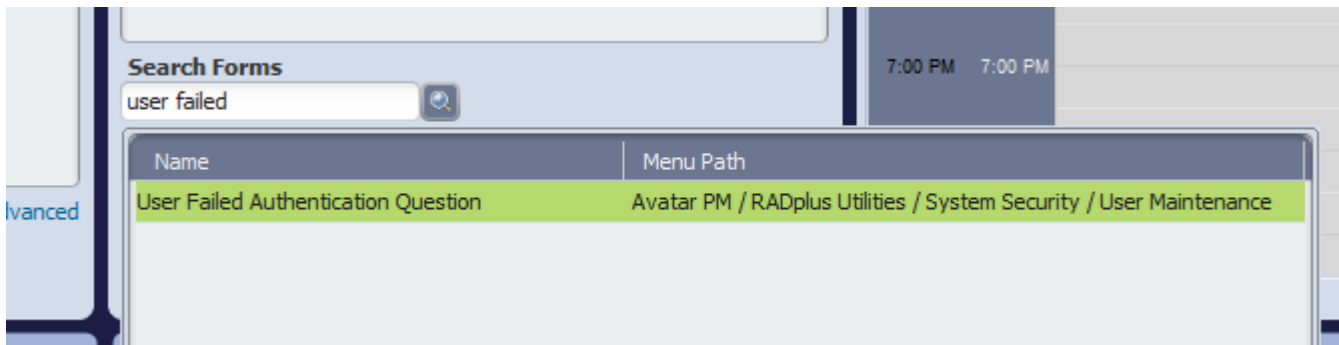 Search Forms
7:00 PM 7:00 PM
user failed
Name Menu Path
User Failed Authentication Question Avatar PM / RADplus Utilities / System Security / User Maintenance